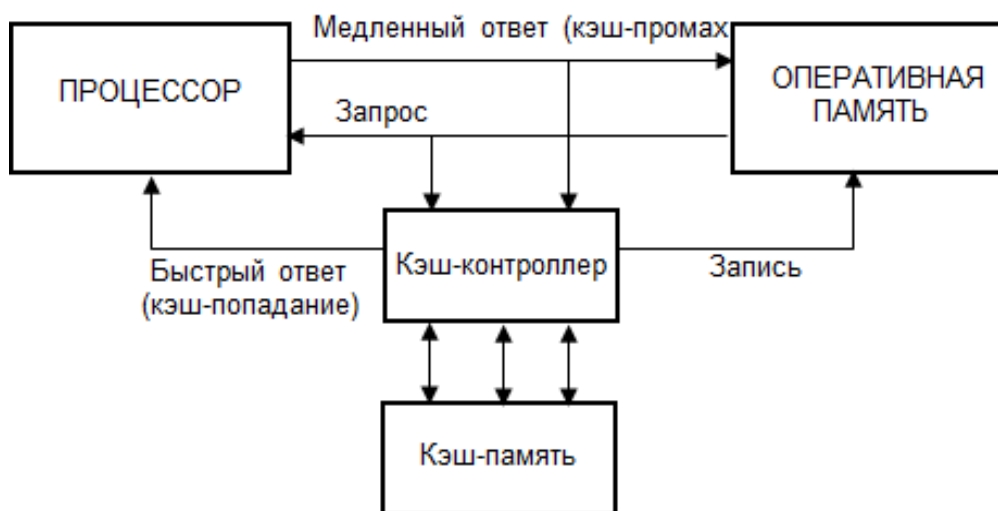 Медленный ответ (кэш-промах
ПРОЦЕССОР
ОПЕРАТИВНАЯ
ПАМЯТЬ
Запрос
Кэш-контроллер
Быстрый ответ
(кэш-попадание)
Запись
Кэш-память